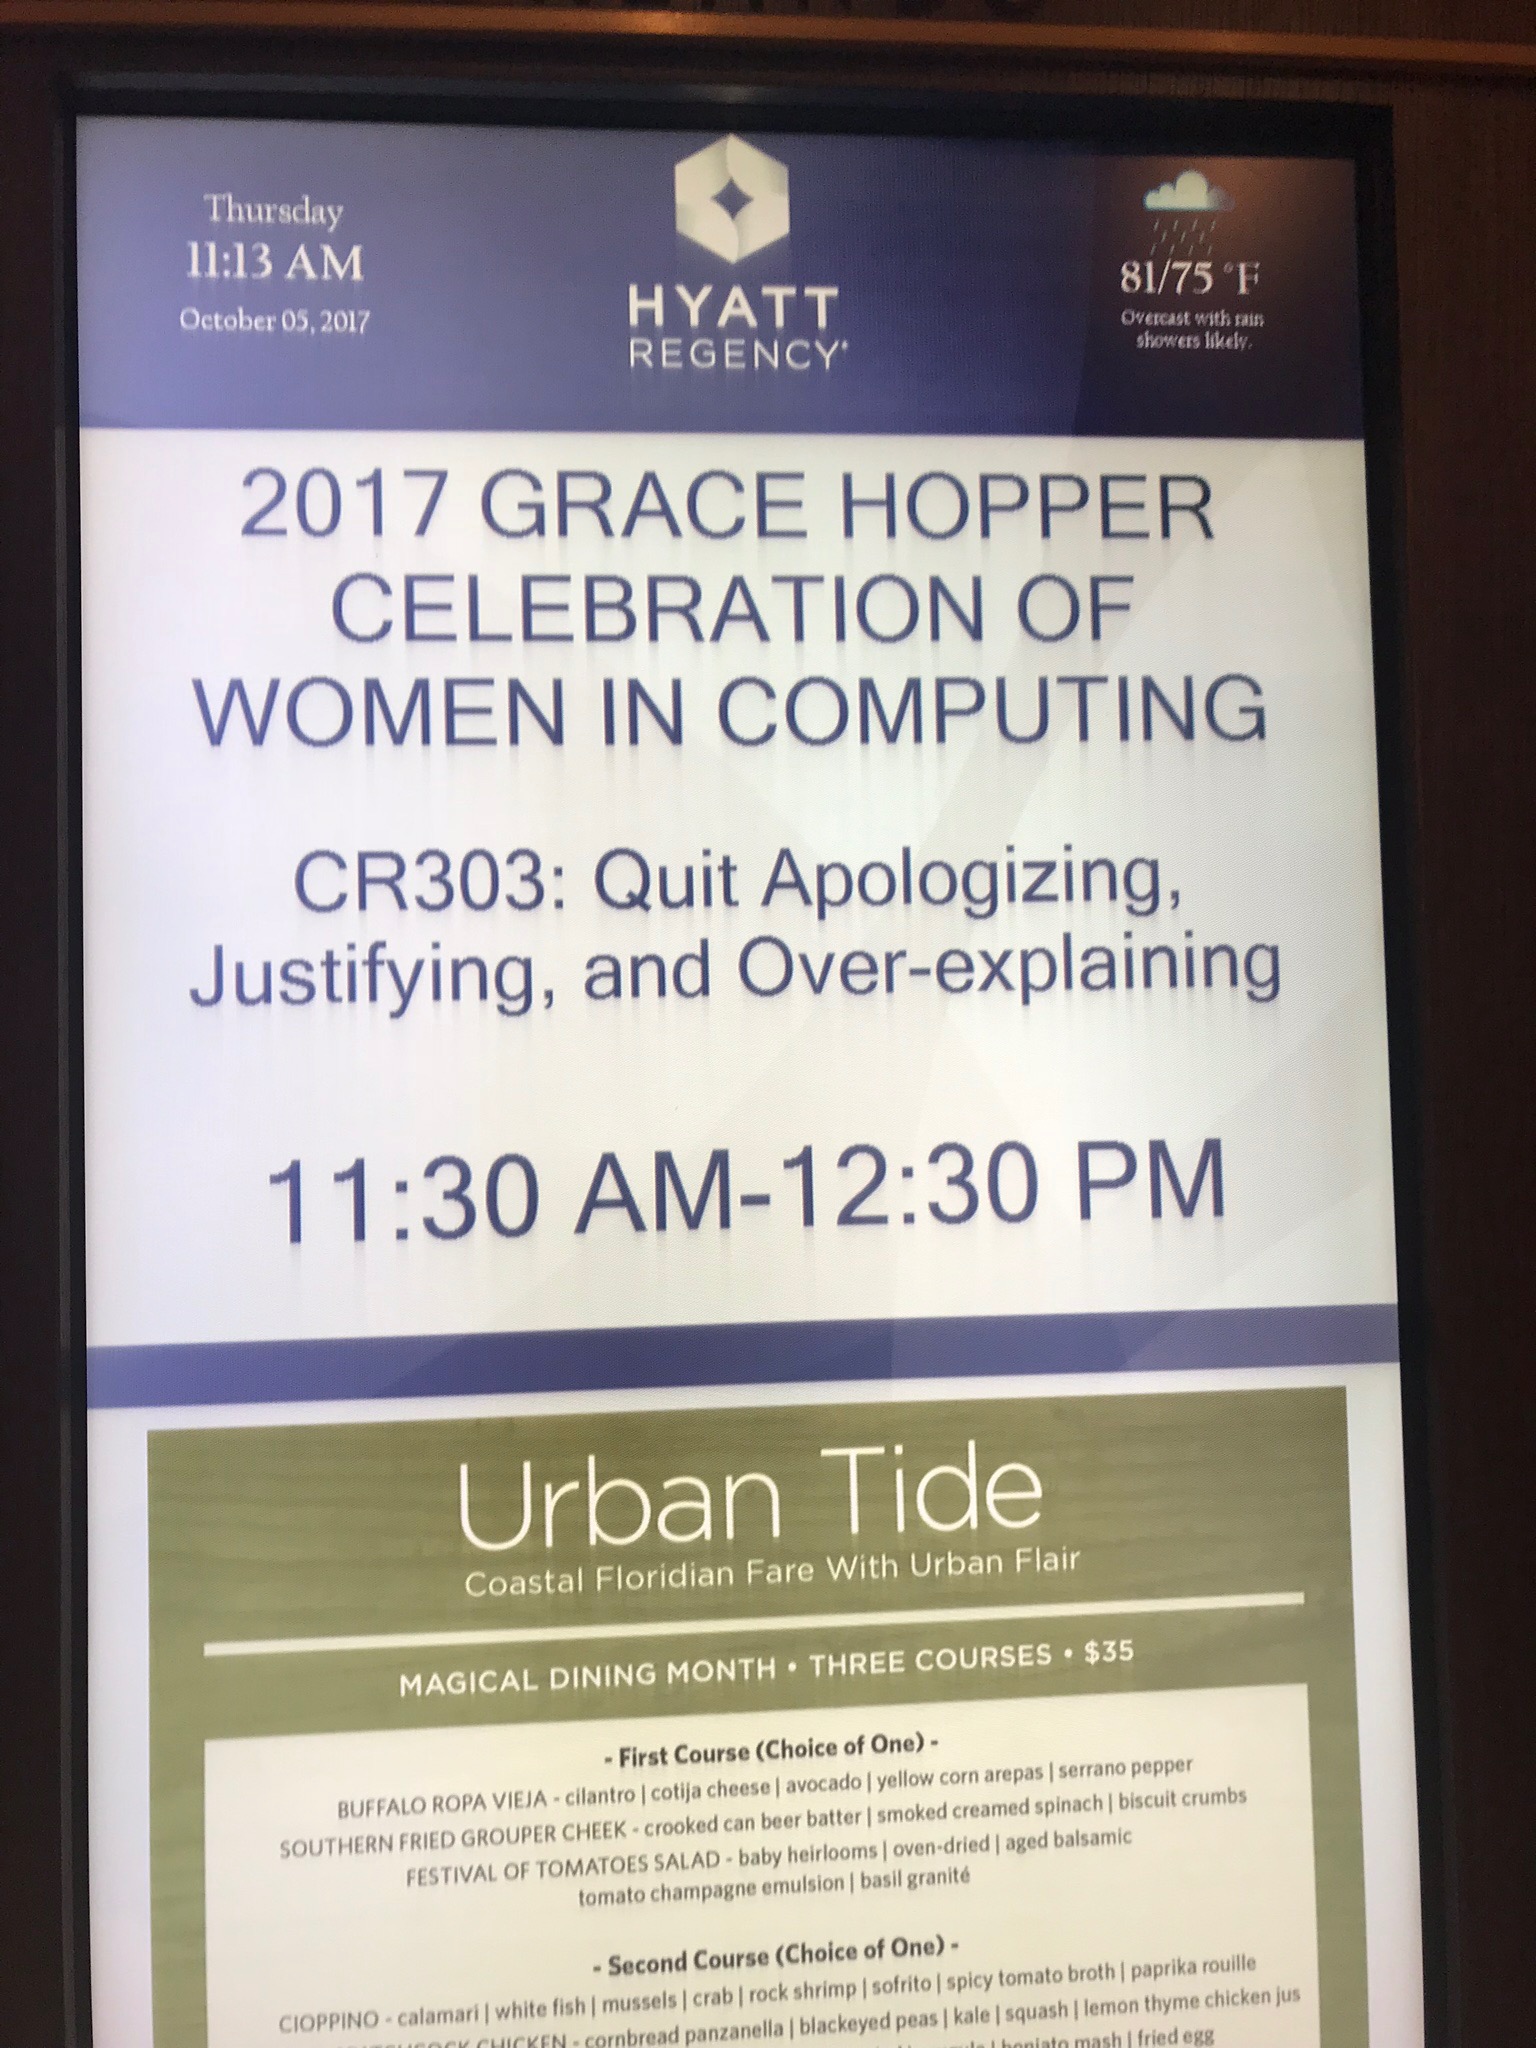 Thursday
11:13 AM
October 05, 2017
HYATT
REGENCY
81/75 °F
Overcast with rain
showers likely.
2017 GRACE HOPPER
CELEBRATION OF
WOMEN IN COMPUTING
CR303: Quit Apologizing,
Justifying, and Over-explaining
11:30 AM-12:30 PM
Urban Tide
Coastal Floridian Fare With Urban Flair
MAGICAL DINING MONTH • THREE COURSES • $35
- First Course (Choice of One) -
BUFFALO ROPA VIEJA - cilantro | cotija cheese | avocado | yellow corn arepas | serrano pepper
SOUTHERN FRIED GROUPER CHEEK - crooked can beer batter | smoked creamed spinach | biscuit crumbs
FESTIVAL OF TOMATOES SALAD - baby heirlooms | oven-dried | aged balsamic
tomato champagne emulsion | basil granité
- Second Course (Choice of One) -
CIOPPINO - calamari | white fish | mussels | crab | rock shrimp | sofrito | spicy tomato broth | paprika rouille
CHICKEN - cornbread panzanella | blackeyed peas | kale | squash | lemon thyme chicken jus
| boniato mash | fried egg